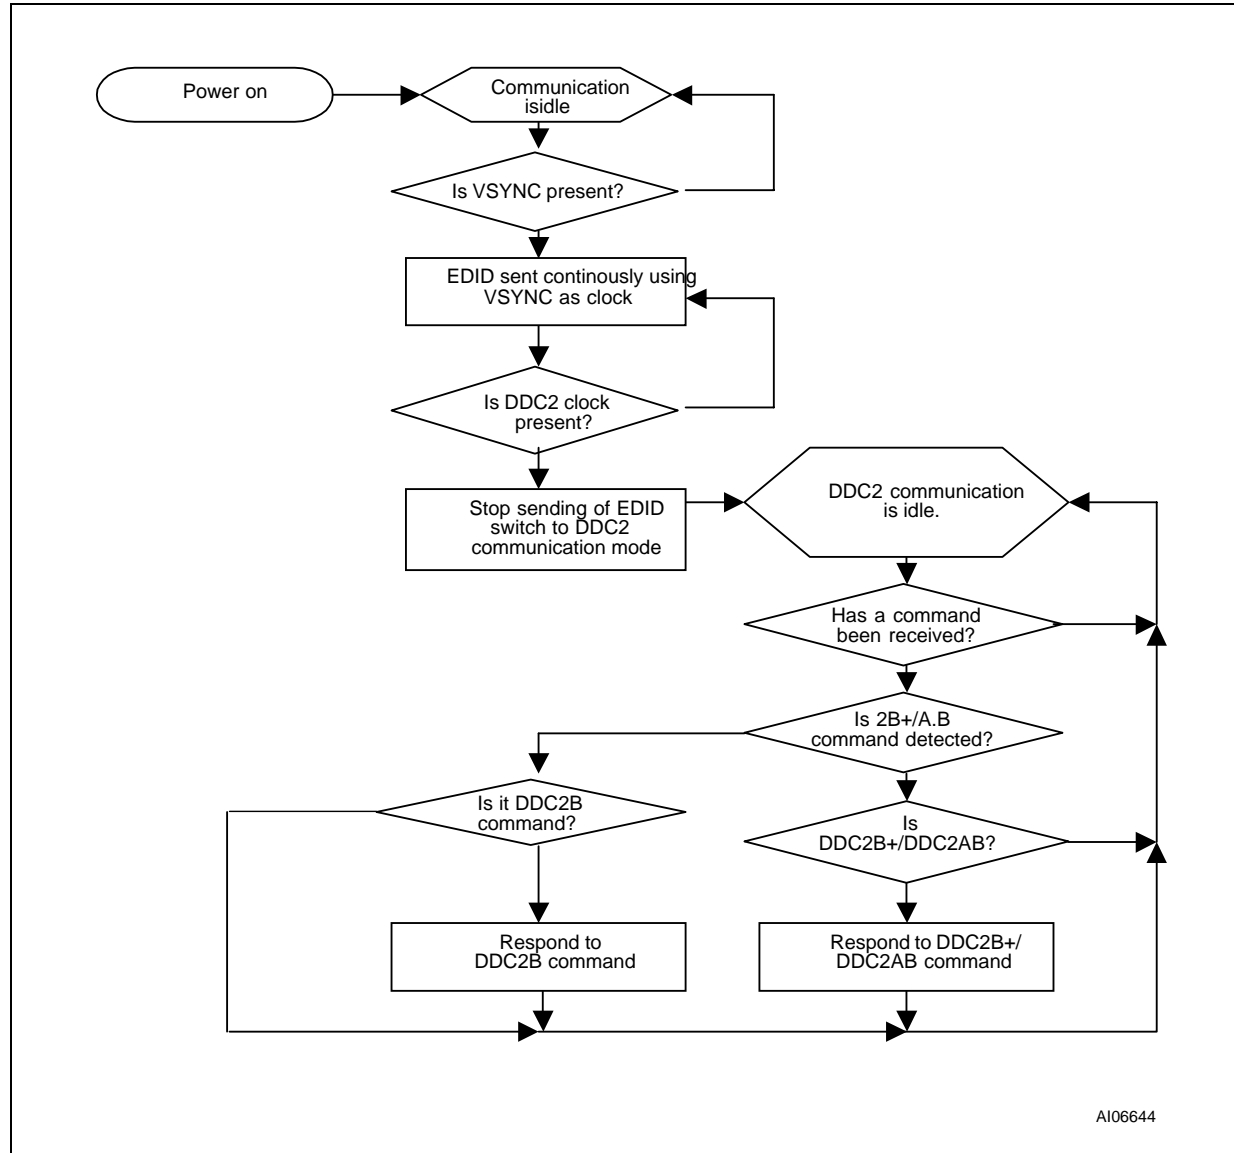 Power on
Communication
isidle
Is VSYNC present?
EDID sent continously using
VSYNC as clock
Is DDC2 clock
present?
Stop sending of EDID
switch to DDC2
communication mode
DDC2 communication
is idle.
Has a command
been received?
Is 2B+/A.B
command detected?
Is it DDC2B
command?
Is
DDC2B+/DDC2AB?
Respond to
DDC2B command
Respond to DDC2B+/
DDC2AB command
AI06644